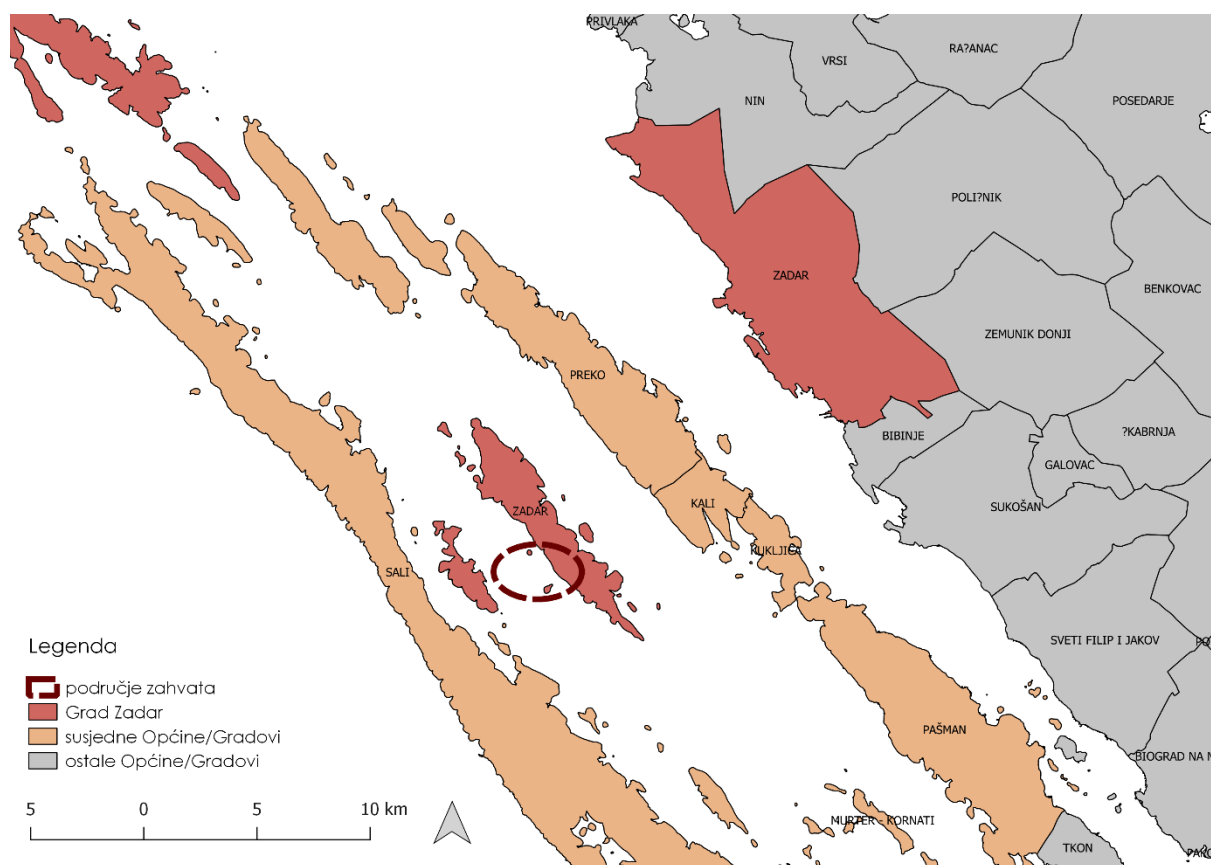 PRIVLAKA
RA?ANAC
VRSI
NIN
POSEDARJE
POLI?NIK
ZADAR
BENKOVAC
ZEMUNIK DONJI
PREKO
?KABRNJA
BIBINJE
GALOVAC
KALI
SUKOŠAN
ZADAR
KUKLJICA
SALI
SVETI FILIP I JAKOV
PAŠMAN
BIOGRAD NA M
MURTER - KORNATI
TKON
PAKO
Legenda
područje zahvata
Grad Zadar
susjedne Općine/Gradovi
ostale Općine/Gradovi
5 0 5 10 km